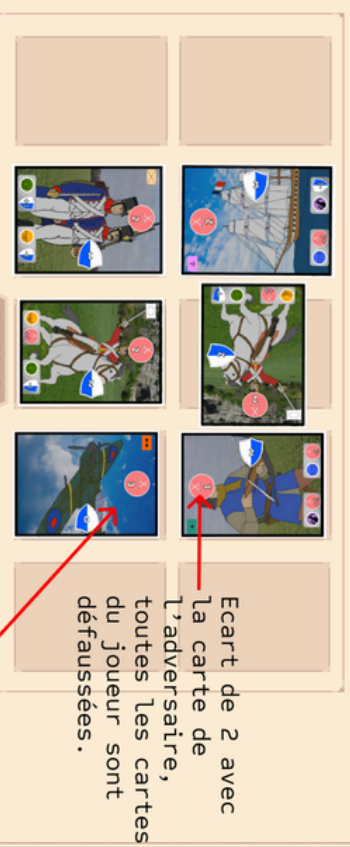 Ecart de 2 avec
la carte de
l'adversaire,
toutes les cartes
du joueur sont
défaussées.